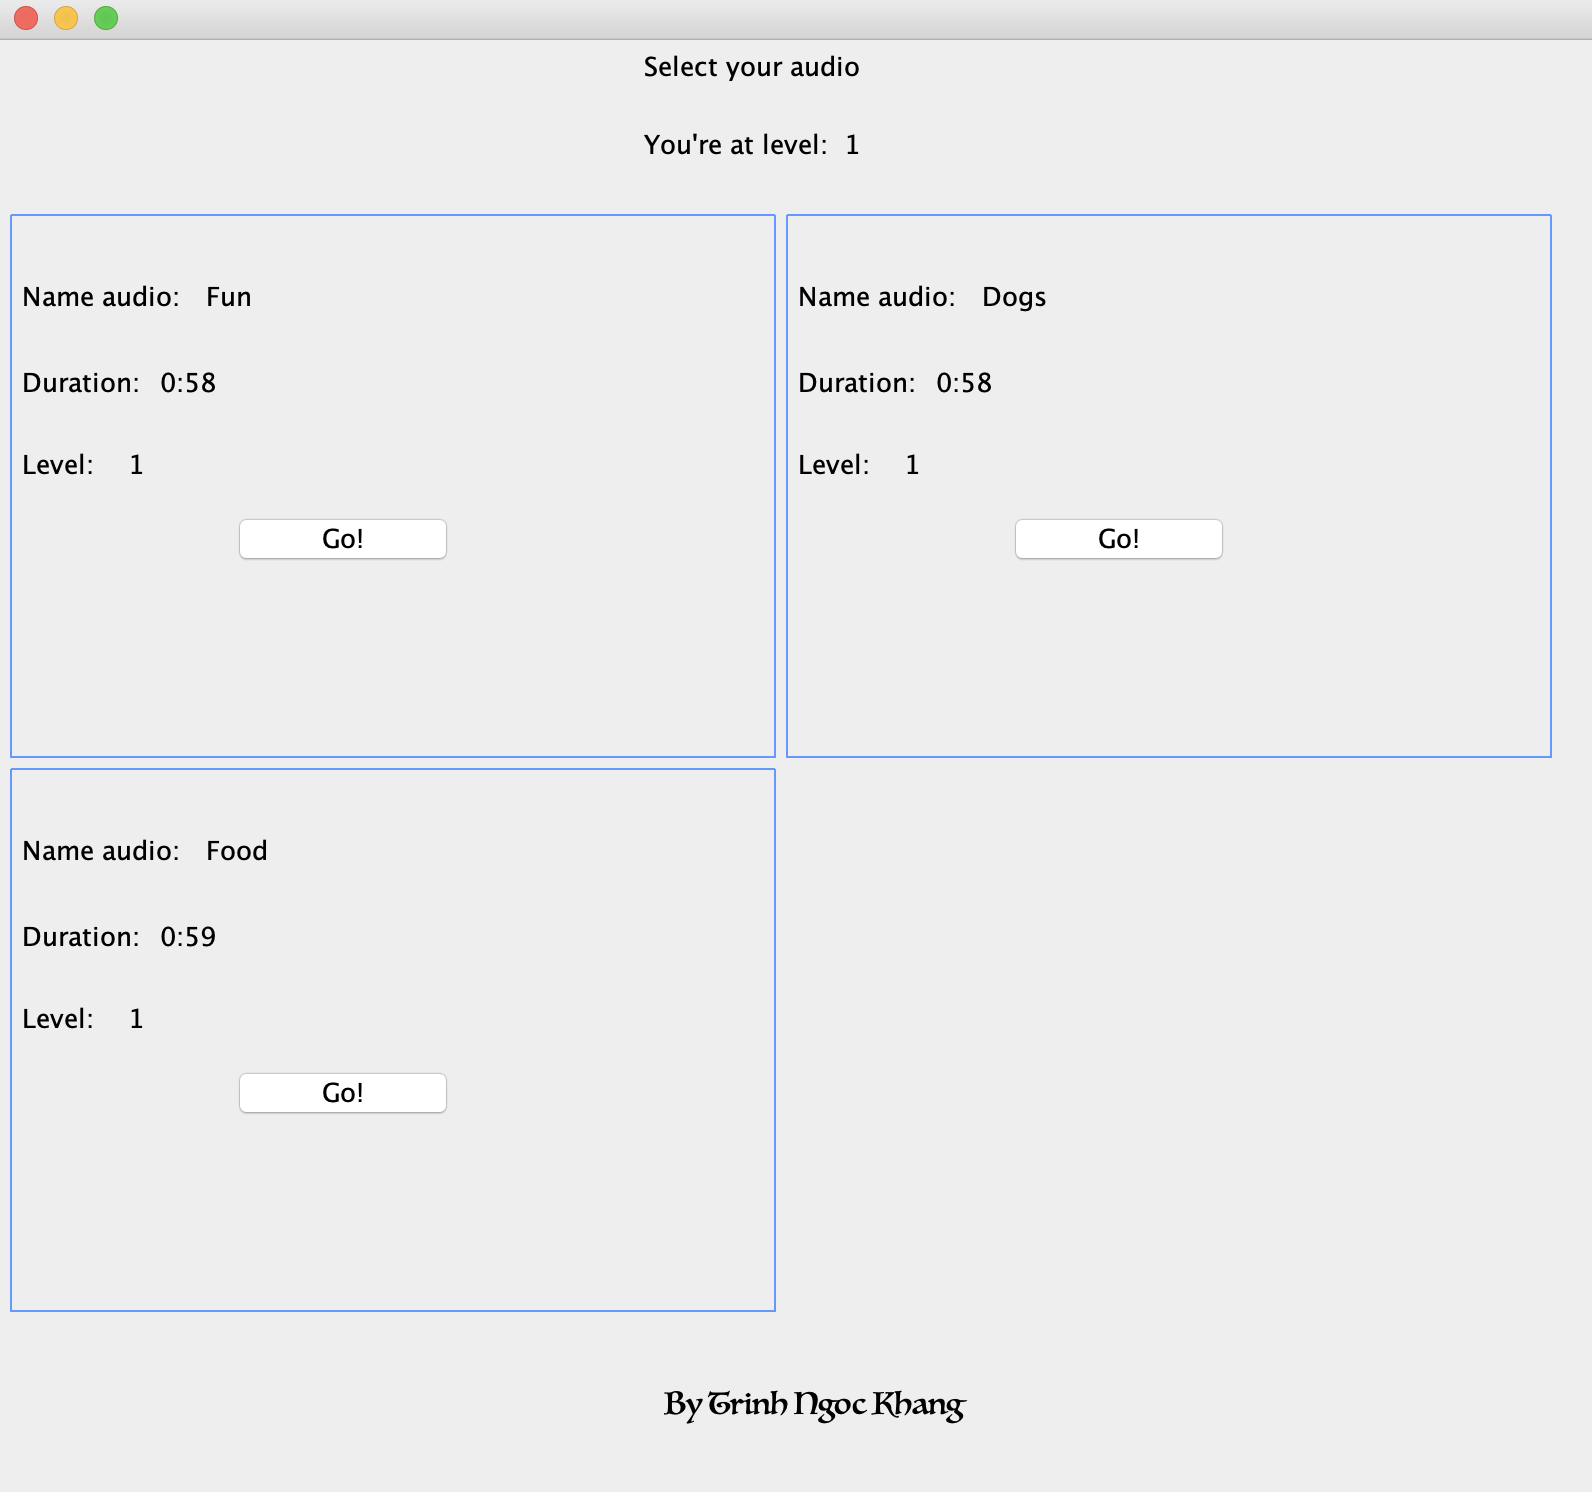 Select your audio
You're at level: 1
Name audio: Fun
Duration: 0:58
Level: 1
Go!
Name audio: Dogs
Duration: 0:58
Level: 1
Go!
Name audio: Food
Duration: 0:59
Level: 1
Go!
By Trinh Ngoc Khang